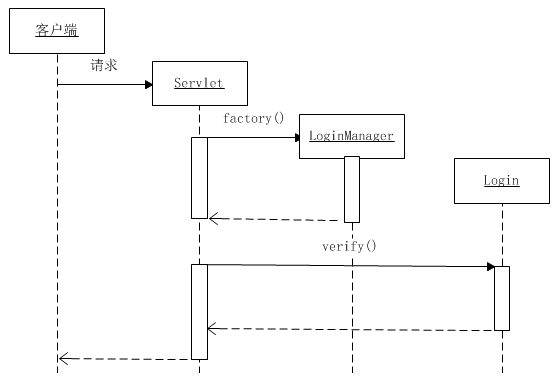 客户端
请求
Servlet
factory()
LoginManager
Login
verify()